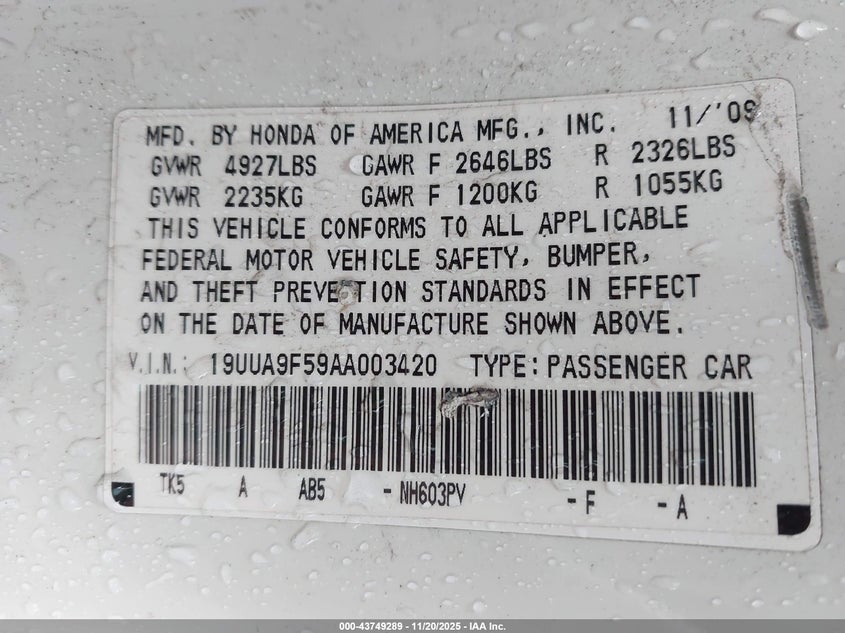 MFD. BY HONDA OF AMERICA MFG., INC. 11/'09
GVWR 4927LBS GAWR F 2646LBS R 2326LBS
GVWR 2235KG GAWR F 1200KG R 1055KG
THIS VEHICLE CONFORMS TO ALL APPLICABLE
FEDERAL MOTOR VEHICLE SAFETY, BUMPER,
AND THEFT PREVENTION STANDARDS IN EFFECT
ON THE DATE OF MANUFACTURE SHOWN ABOVE.
V.I.N.: 19UUA9F59AA003420 TYPE: PASSENGER CAR
TK5 A AB5 - NH603PV - F - A
000-43749289 - 11/20/2025 - IAA Inc.